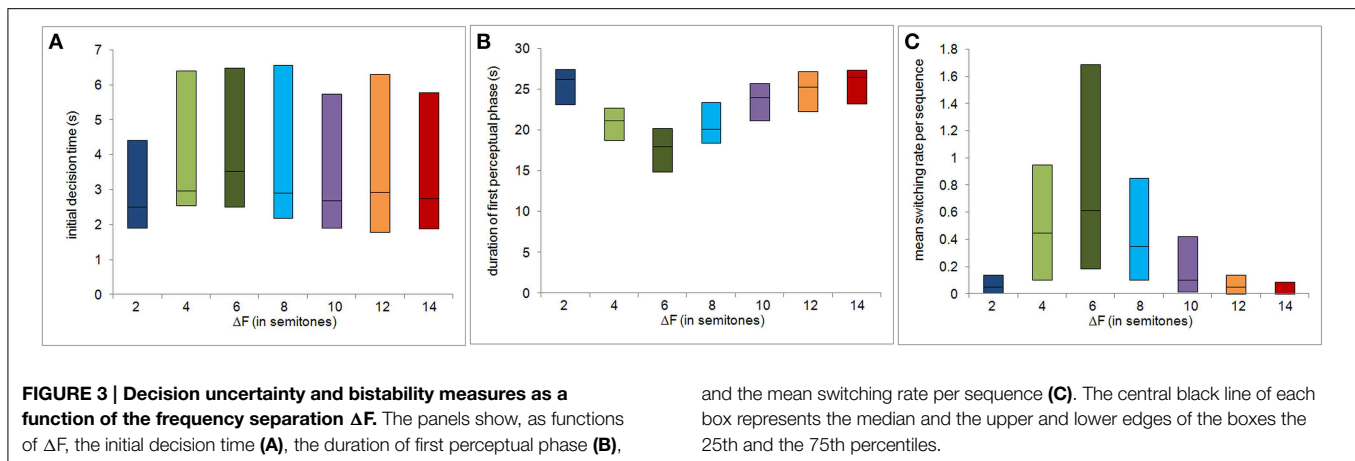 A
initial decision time (s)
7
6
5
4
3
2
1
0
2 4 6 8 10 12 14
ΔF (in semitones)
B
duration of first perceptual phase (s)
30
25
20
15
10
5
0
2 4 6 8 10 12 14
ΔF (in semitones)
C
mean switching rate per sequence
1.8
1.6
1.4
1.2
1
0.8
0.6
0.4
0.2
0
2 4 6 8 10 12 14
ΔF (in semitones)
FIGURE 3 | Decision uncertainty and bistability measures as a
function of the frequency separation ΔF. The panels show, as functions
of ΔF, the initial decision time (A), the duration of first perceptual phase (B),
and the mean switching rate per sequence (C). The central black line of each
box represents the median and the upper and lower edges of the boxes the
25th and the 75th percentiles.